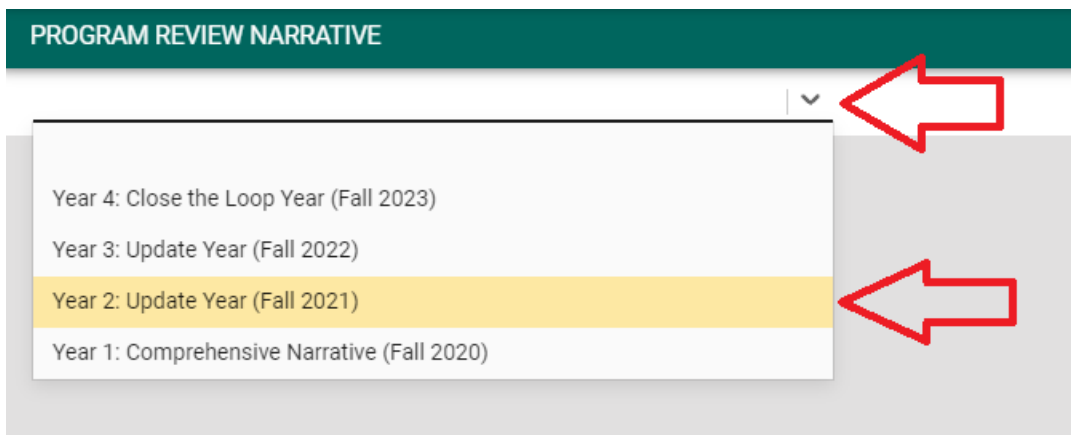 PROGRAM REVIEW NARRATIVE
Year 4: Close the Loop Year (Fall 2023)
Year 3: Update Year (Fall 2022)
Year 2: Update Year (Fall 2021)
Year 1: Comprehensive Narrative (Fall 2020)